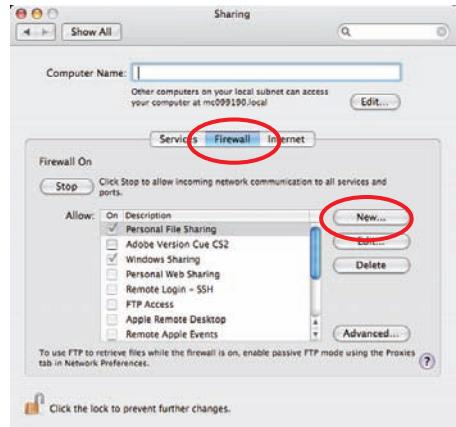 Sharing
Show All
Computer Name:
Other computers on your local subnet can access
your computer at mc099190.local
Edit...
Services Firewall Internet
Firewall On
Stop
Click Stop to allow incoming network communication to all services and
ports.
Allow: On Description
New...
Personal File Sharing
Adobe Version Cue CS2
Edit...
Windows Sharing
Delete
Personal Web Sharing
Remote Login - SSH
FTP Access
Apple Remote Desktop
Remote Apple Events
Advanced...
To use FTP to retrieve files while the firewall is on, enable passive FTP mode using the Proxies
tab in Network Preferences.
?
Click the lock to prevent further changes.